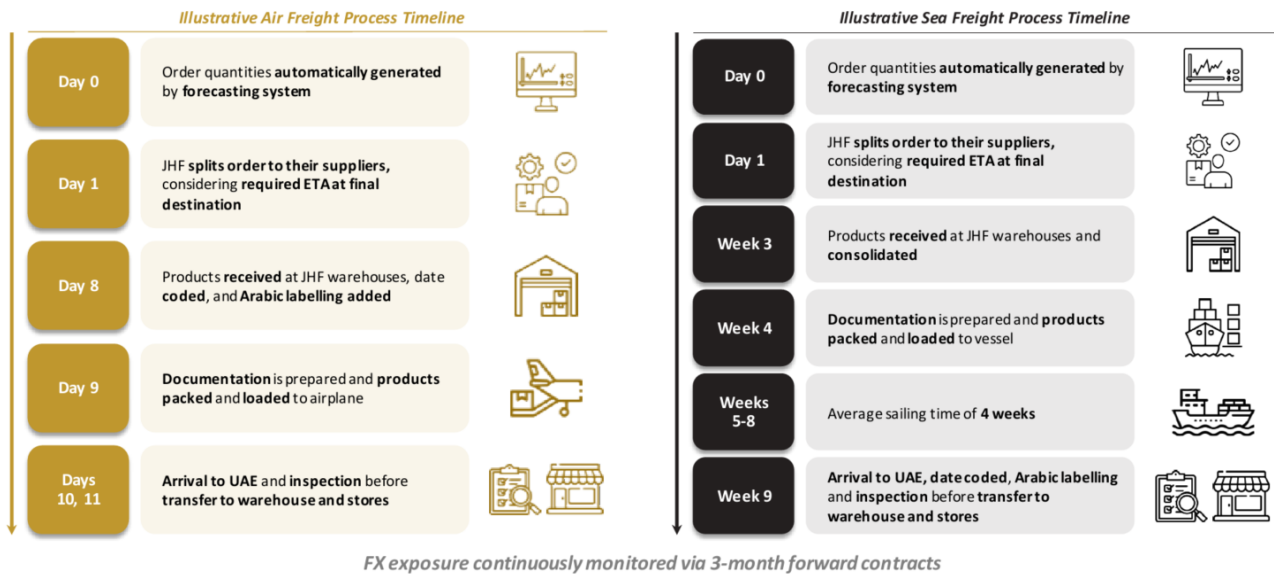 Illustrative Air Freight Process Timeline
Day 0
Order quantities automatically generated
by forecasting system
Day 1
JHF splits order to their suppliers,
considering required ETA at final
destination
Day 8
Products received at JHF warehouses, date
coded, and Arabic labelling added
Day 9
Documentation is prepared and products
packed and loaded to airplane
Days
10, 11
Arrival to UAE and inspection before
transfer to warehouse and stores
Illustrative Sea Freight Process Timeline
Day 0
Order quantities automatically generated by
forecasting system
Day 1
JHF splits order to their suppliers,
considering required ETA at final
destination
Week 3
Products received at JHF warehouses and
consolidated
Week 4
Documentation is prepared and products
packed and loaded to vessel
Weeks
5-8
Average sailing time of 4 weeks
Week 9
Arrival to UAE, date coded, Arabic labelling
and inspection before transfer to
warehouse and stores
FX exposure continuously monitored via 3-month forward contracts